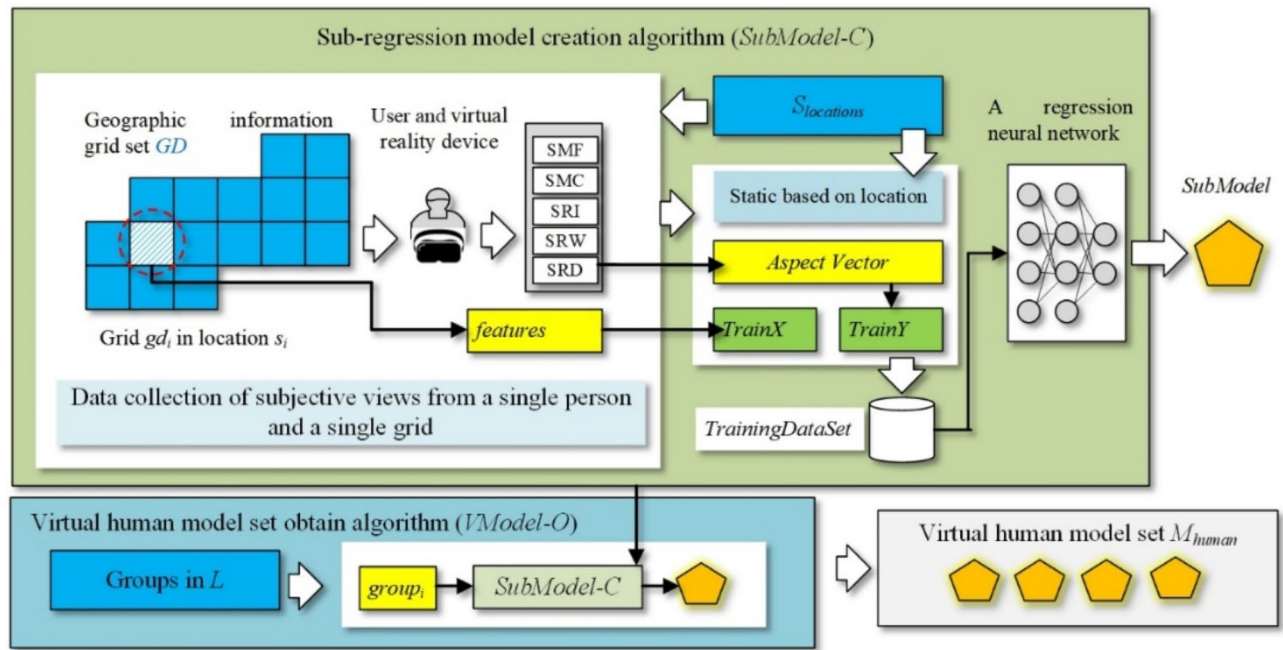 Sub-regression model creation algorithm (SubModel-C)
Geographic information
grid set GD
User and virtual
reality device
SMF
SMC
SRI
SRW
SRD
Grid gdᵢ in location sᵢ
features
Data collection of subjective views from a single person
and a single grid
Slocations
Static based on location
Aspect Vector
TrainX
TrainY
TrainingDataSet
A regression
neural network
SubModel
Virtual human model set obtain algorithm (VModel-O)
Groups in L
groupᵢ
SubModel-C
Virtual human model set Mhuman